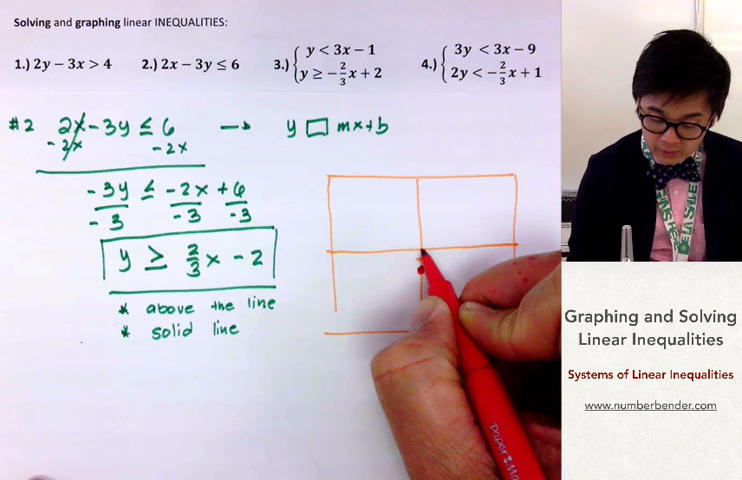 Solving and graphing linear INEQUALITIES:
1.) 2y − 3x > 4 2.) 2x − 3y ≤ 6 3.) { y < 3x − 1 4.) { 3y < 3x − 9
y ≥ −2/3x + 2 2y < −2/3x + 1
#2 2x - 3y ≤ 6 → y □ mx+b
-2x -2x
-3y ≤ -2x + 6
-3 -3 -3
y ≥ 2/3 x - 2
* above the line
* solid line
Graphing and Solving
Linear Inequalities
Systems of Linear Inequalities
www.numberbender.com